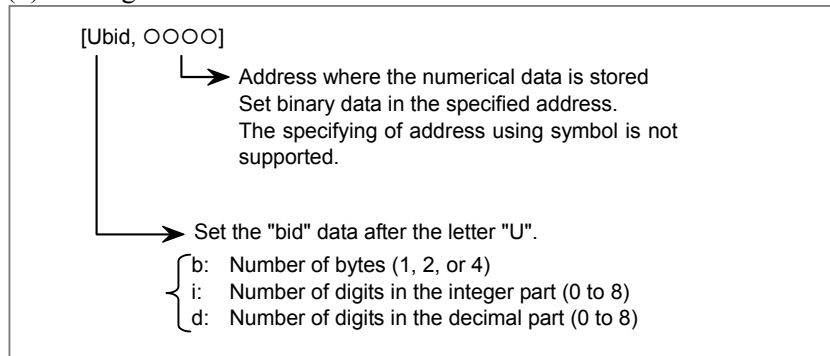 [Ubid, ○○○○]
Address where the numerical data is stored
Set binary data in the specified address.
The specifying of address using symbol is not
supported.
Set the "bid" data after the letter "U".
b: Number of bytes (1, 2, or 4)
i: Number of digits in the integer part (0 to 8)
d: Number of digits in the decimal part (0 to 8)